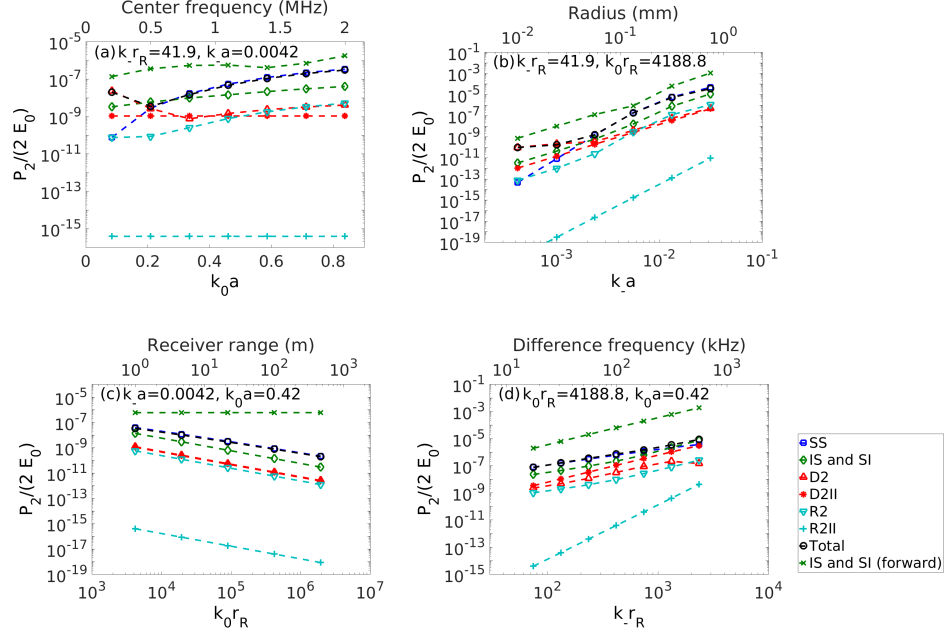 Center frequency (MHz)
0 0.5 1 1.5 2
(a) k_ r_R=41.9, k_a=0.0042
10^-5
10^-7
10^-9
10^-11
10^-13
10^-15
P_2/(2 E_0)
0 0.2 0.4 0.6 0.8
k_0a
Radius (mm)
10^-2 10^-1 10^0
(b) k_-r_R=41.9, k_0r_R=4188.8
10^-1
10^-3
10^-5
10^-7
10^-9
10^-11
10^-13
10^-15
10^-17
10^-19
P_2/(2 E_0)
10^-3 10^-2 10^-1
k_-a
Receiver range (m)
10^0 10^1 10^2 10^3
(c) k_a=0.0042, k_0a=0.42
10^-5
10^-7
10^-9
10^-11
10^-13
10^-15
10^-17
10^-19
P_2/(2 E_0)
10^3 10^4 10^5 10^6 10^7
k_0r_R
Difference frequency (kHz)
10^1 10^2 10^3
(d) k_0r_R=4188.8, k_0a=0.42
10^-1
10^-3
10^-5
10^-7
10^-9
10^-11
10^-13
10^-15
P_2/(2 E_0)
10^2 10^3 10^4
k_-r_R
SS
IS and SI
D2
D2II
R2
R2II
Total
IS and SI (forward)